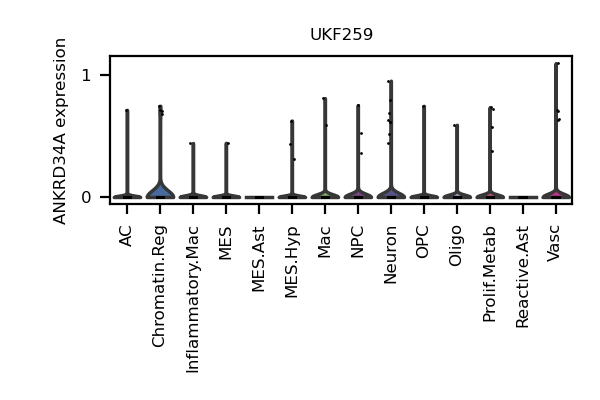 UKF259
ANKRD34A expression
1
0
AC
Chromatin.Reg
Inflammatory.Mac
MES
MES.Ast
MES.Hyp
Mac
NPC
Neuron
OPC
Oligo
Prolif.Metab
Reactive.Ast
Vasc